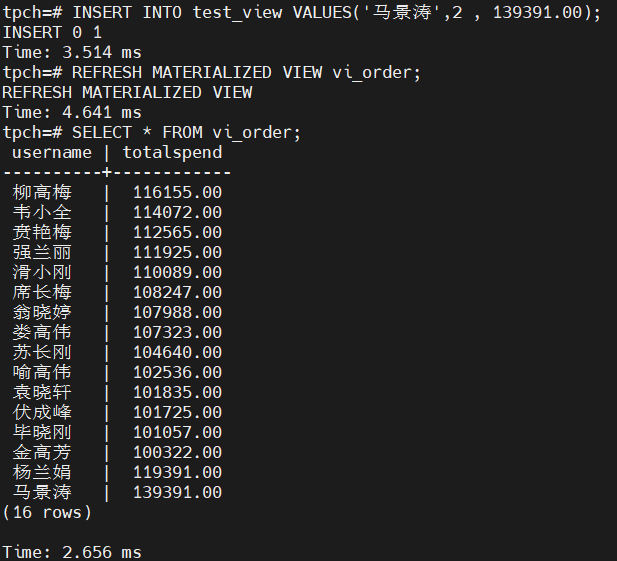 tpch=# INSERT INTO test_view VALUES('马景涛',2 , 139391.00);
INSERT 0 1
Time: 3.514 ms
tpch=# REFRESH MATERIALIZED VIEW vi_order;
REFRESH MATERIALIZED VIEW
Time: 4.641 ms
tpch=# SELECT * FROM vi_order;
 username | totalspend
----------+------------
 柳高梅   |  116155.00
 韦小全   |  114072.00
 贲艳梅   |  112565.00
 强兰丽   |  111925.00
 滑小刚   |  110089.00
 席长梅   |  108247.00
 翁晓婷   |  107988.00
 娄高伟   |  107323.00
 苏长刚   |  104640.00
 喻高伟   |  102536.00
 袁晓轩   |  101835.00
 伏成峰   |  101725.00
 毕晓刚   |  101057.00
 金高芳   |  100322.00
 杨兰娟   |  119391.00
 马景涛   |  139391.00
(16 rows)
Time: 2.656 ms